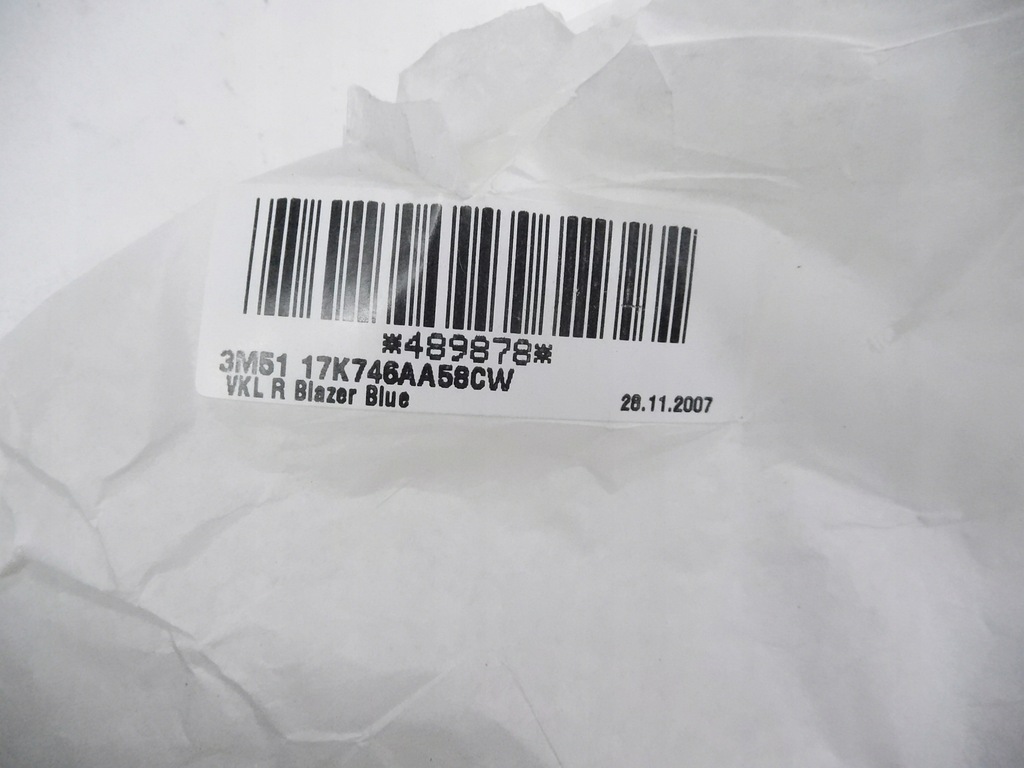 *489878*
3M51 17K746AA58CW
VKL R Blazer Blue
28.11.2007